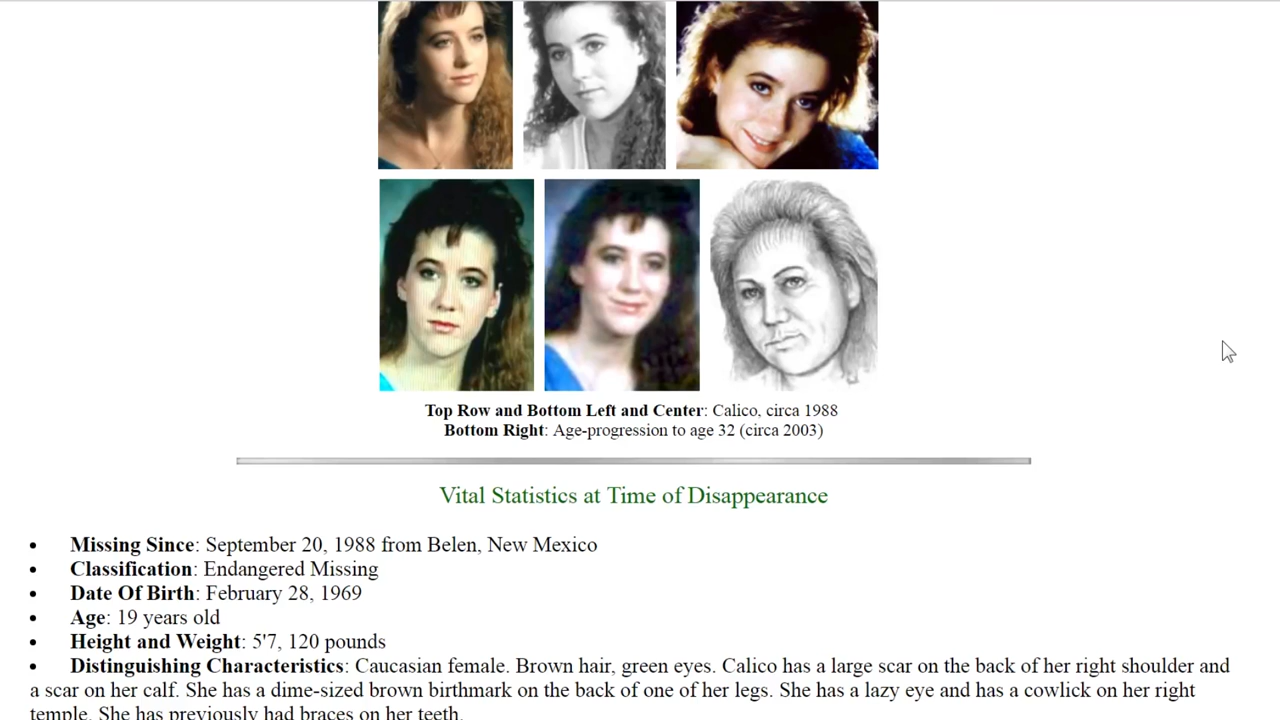 Top Row and Bottom Left and Center: Calico, circa 1988
Bottom Right: Age-progression to age 32 (circa 2003)
Vital Statistics at Time of Disappearance
• Missing Since: September 20, 1988 from Belen, New Mexico
• Classification: Endangered Missing
• Date Of Birth: February 28, 1969
• Age: 19 years old
• Height and Weight: 5'7, 120 pounds
• Distinguishing Characteristics: Caucasian female. Brown hair, green eyes. Calico has a large scar on the back of her right shoulder and
a scar on her calf. She has a dime-sized brown birthmark on the back of one of her legs. She has a lazy eye and has a cowlick on her right
temple. She has previously had braces on her teeth.